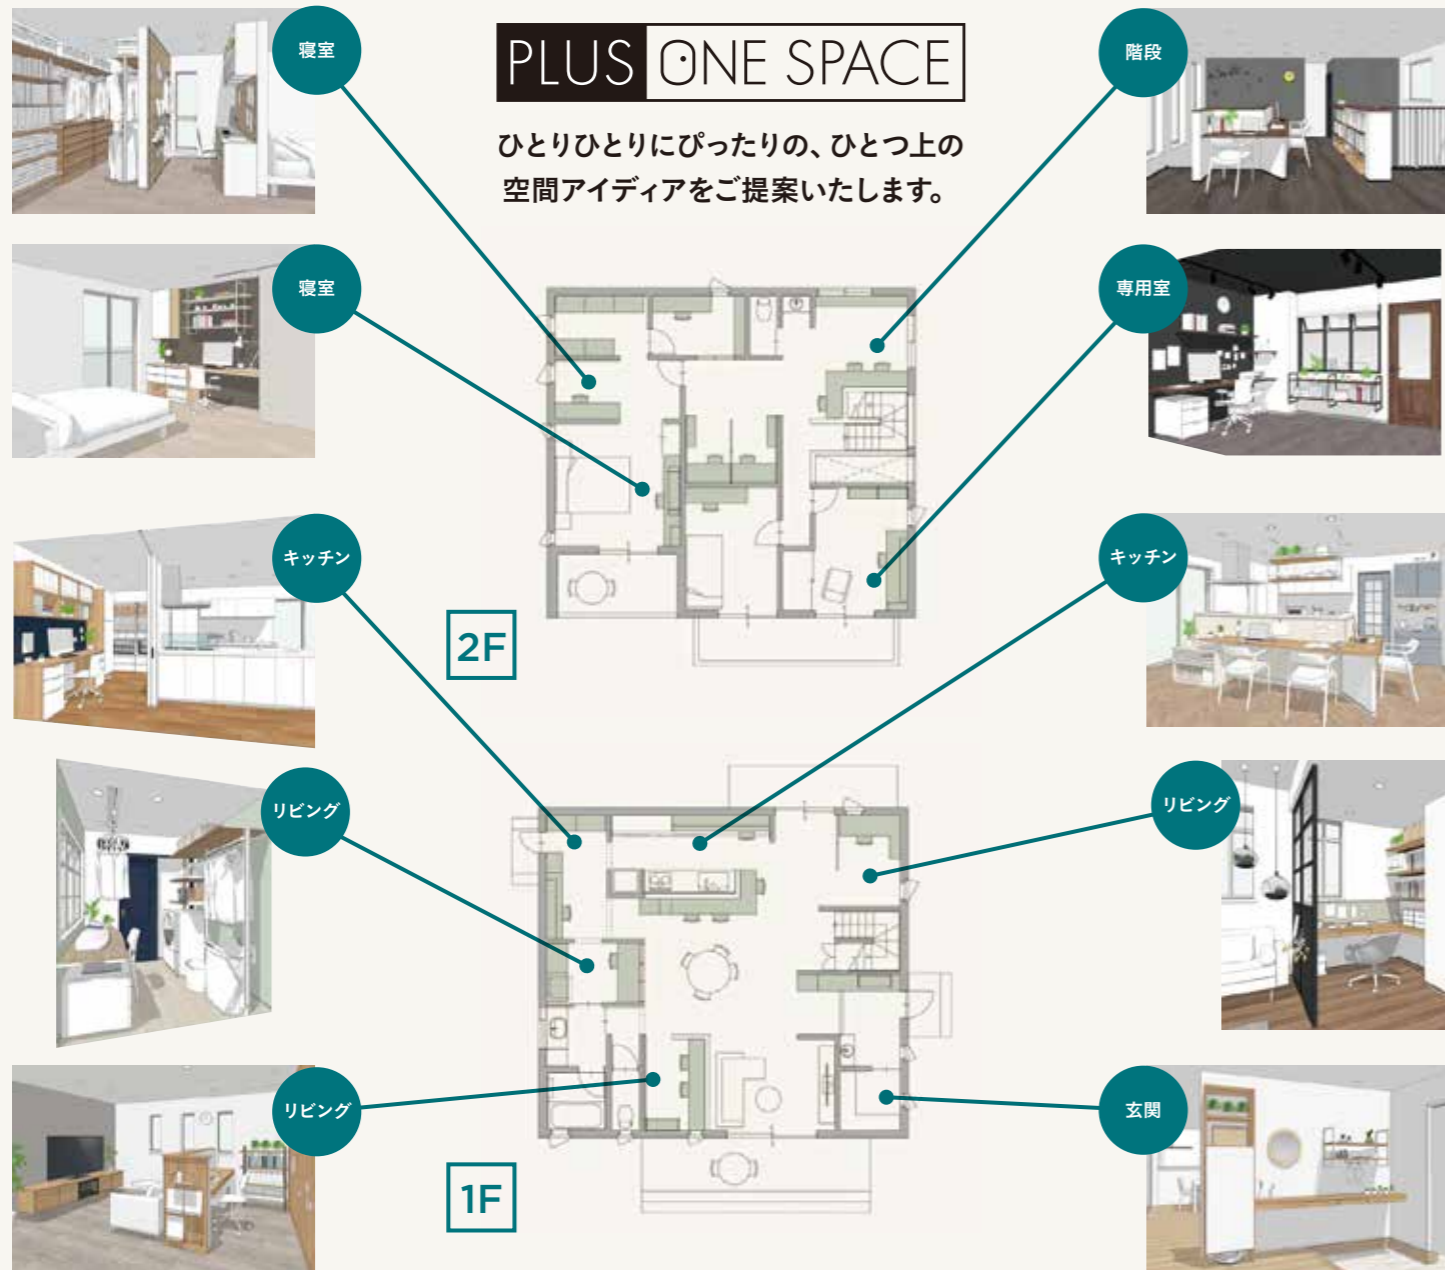 PLUS ONE SPACE
ひとりひとりにぴったりの、ひとつ上の
空間アイディアをご提案いたします。
寝室
階段
寝室
専用室
キッチン
キッチン
2F
リビング
リビング
リビング
玄関
1F